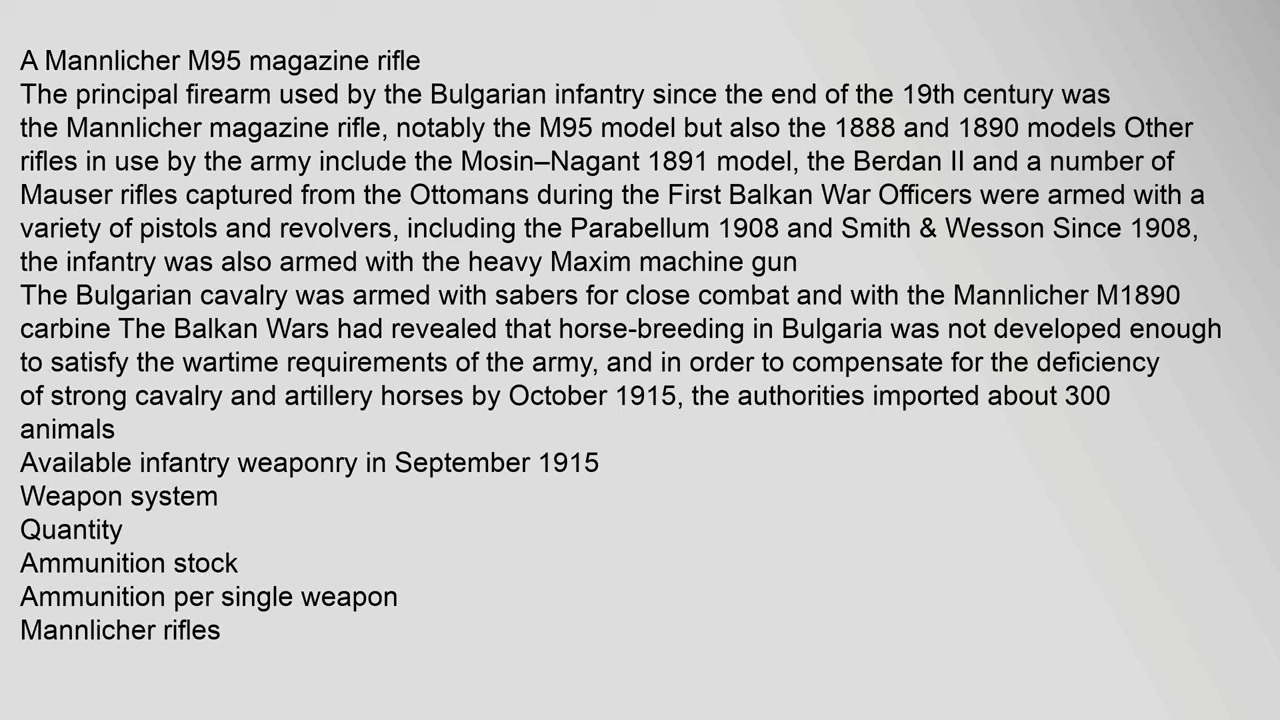 A Mannlicher M95 magazine rifle
The principal firearm used by the Bulgarian infantry since the end of the 19th century was
the Mannlicher magazine rifle, notably the M95 model but also the 1888 and 1890 models Other
rifles in use by the army include the Mosin–Nagant 1891 model, the Berdan II and a number of
Mauser rifles captured from the Ottomans during the First Balkan War Officers were armed with a
variety of pistols and revolvers, including the Parabellum 1908 and Smith & Wesson Since 1908,
the infantry was also armed with the heavy Maxim machine gun
The Bulgarian cavalry was armed with sabers for close combat and with the Mannlicher M1890
carbine The Balkan Wars had revealed that horse-breeding in Bulgaria was not developed enough
to satisfy the wartime requirements of the army, and in order to compensate for the deficiency
of strong cavalry and artillery horses by October 1915, the authorities imported about 300
animals
Available infantry weaponry in September 1915
Weapon system
Quantity
Ammunition stock
Ammunition per single weapon
Mannlicher rifles